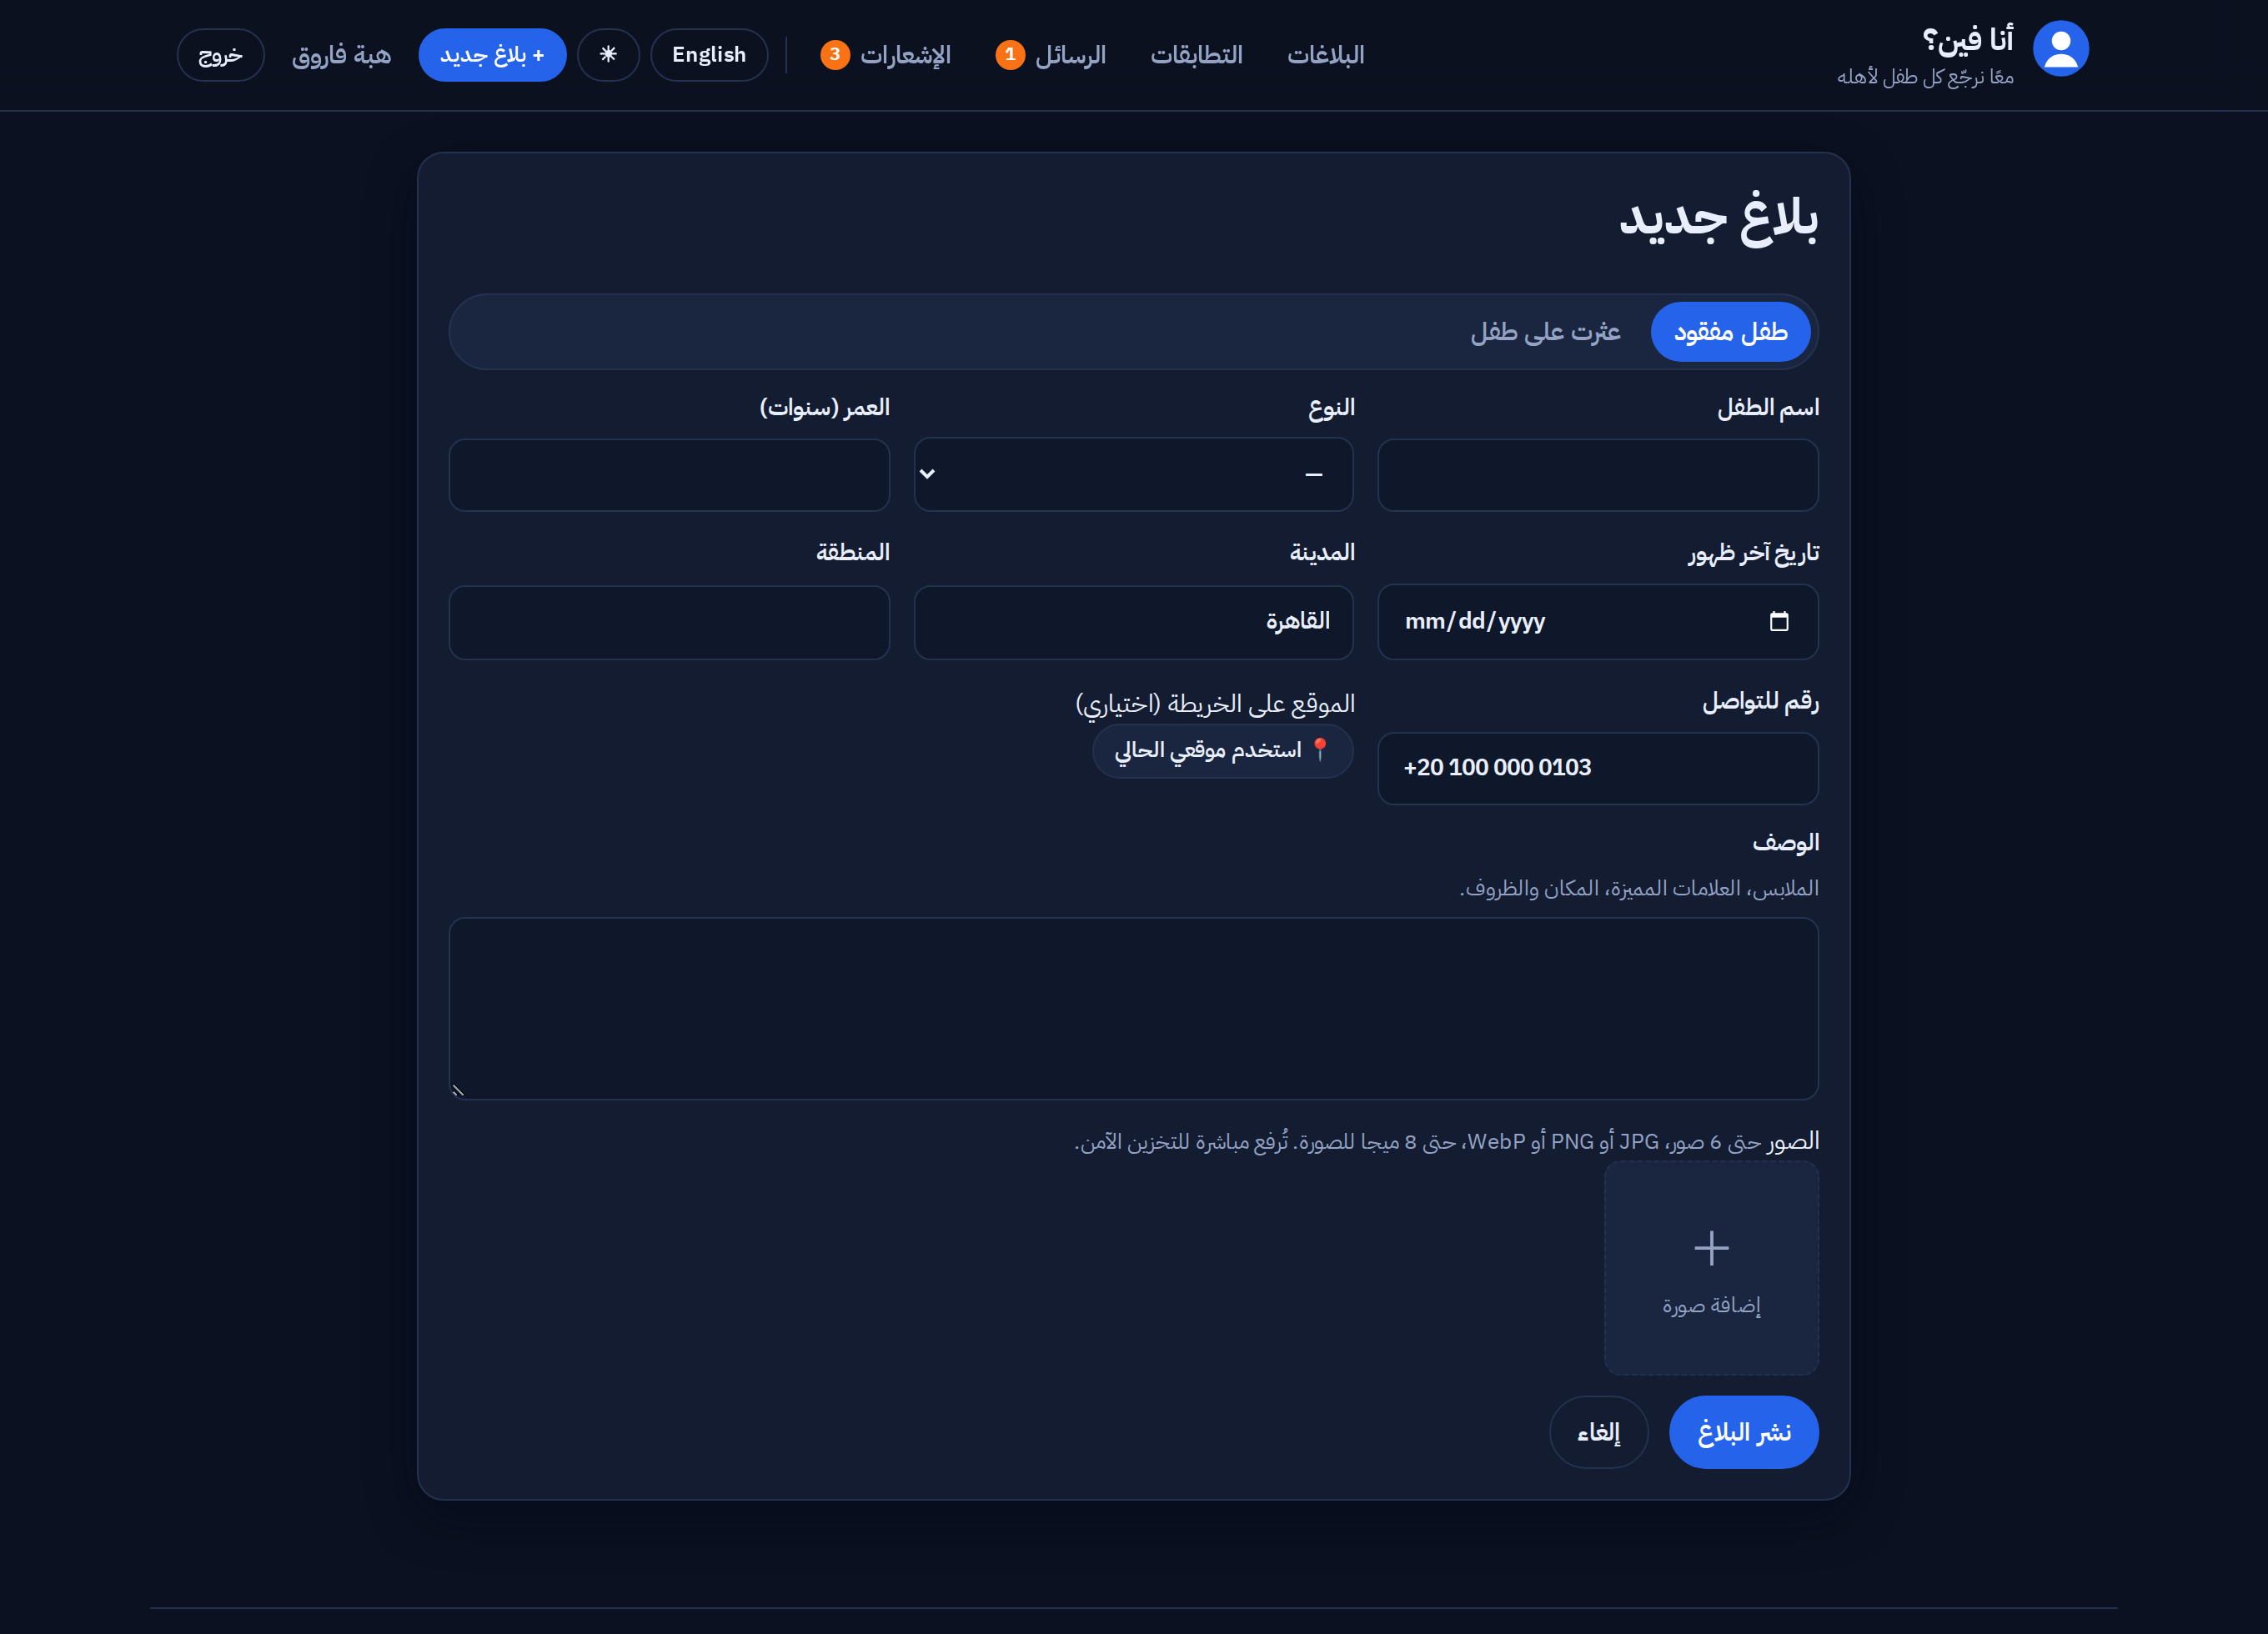 أنا فين؟
معًا نرجّع كل طفل لأهله
البلاغات
التطابقات
الرسائل 1
الإشعارات 3
English
+ بلاغ جديد
هبة فاروق
خروج
بلاغ جديد
طفل مفقود
عثرت على طفل
اسم الطفل
النوع
العمر (سنوات)
—
تاريخ آخر ظهور
المدينة
المنطقة
mm/dd/yyyy
القاهرة
رقم للتواصل
الموقع على الخريطة (اختياري)
+20 100 000 0103
📍 استخدم موقعي الحالي
الوصف
الملابس، العلامات المميزة، المكان والظروف.
الصور حتى 6 صور، JPG أو PNG أو WebP، حتى 8 ميجا للصورة. تُرفع مباشرة للتخزين الآمن.
إضافة صورة
نشر البلاغ
إلغاء